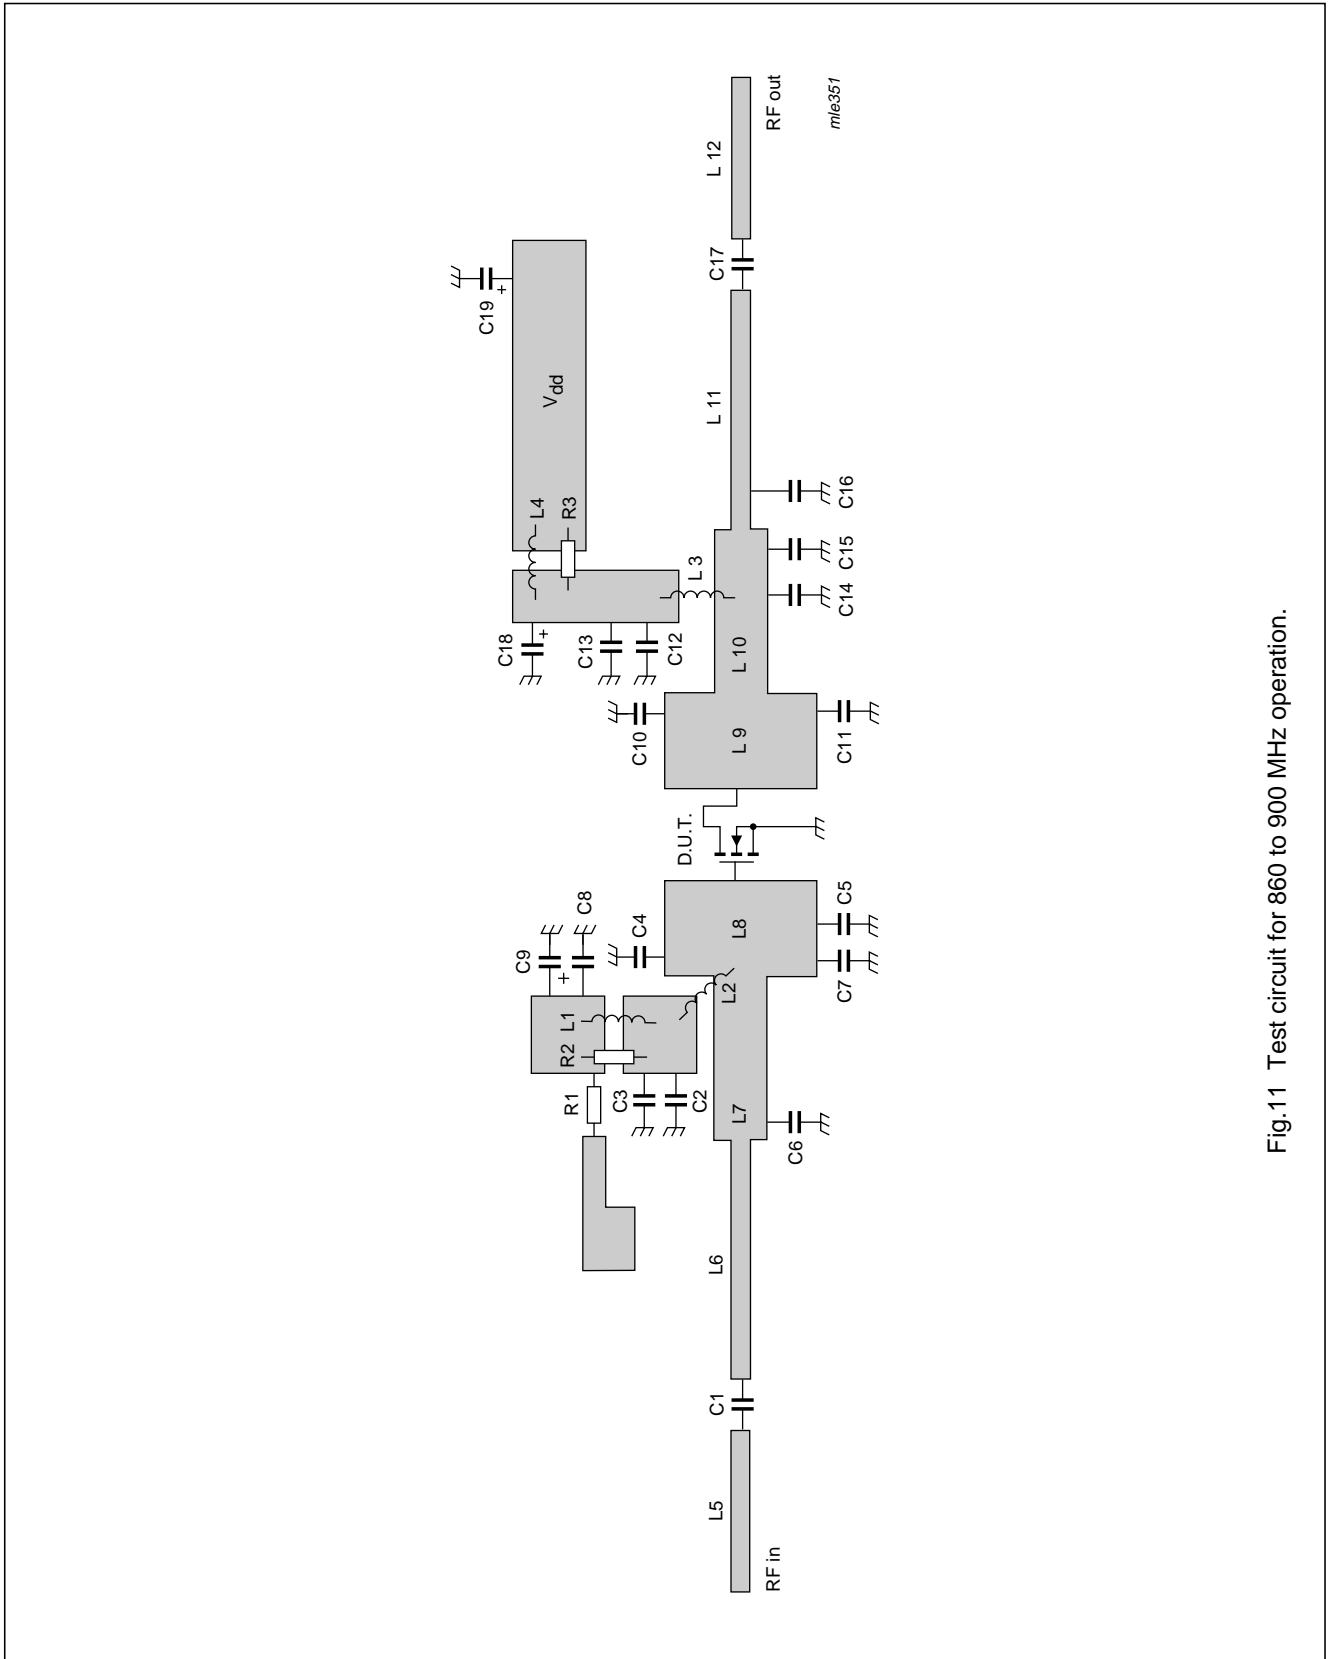 RF in
L5
C1
L6
R1
R2
L1
C9
+
C8
C3
C2
L2
L7
C6
C4
L8
C7
C5
D.U.T.
C10
L 9
C11
C18
+
C13
C12
L4
R3
L 3
L 10
C14
C15
C16
V dd
C19
+
L 11
C17
L 12
RF out
mle351
Fig.11 Test circuit for 860 to 900 MHz operation.